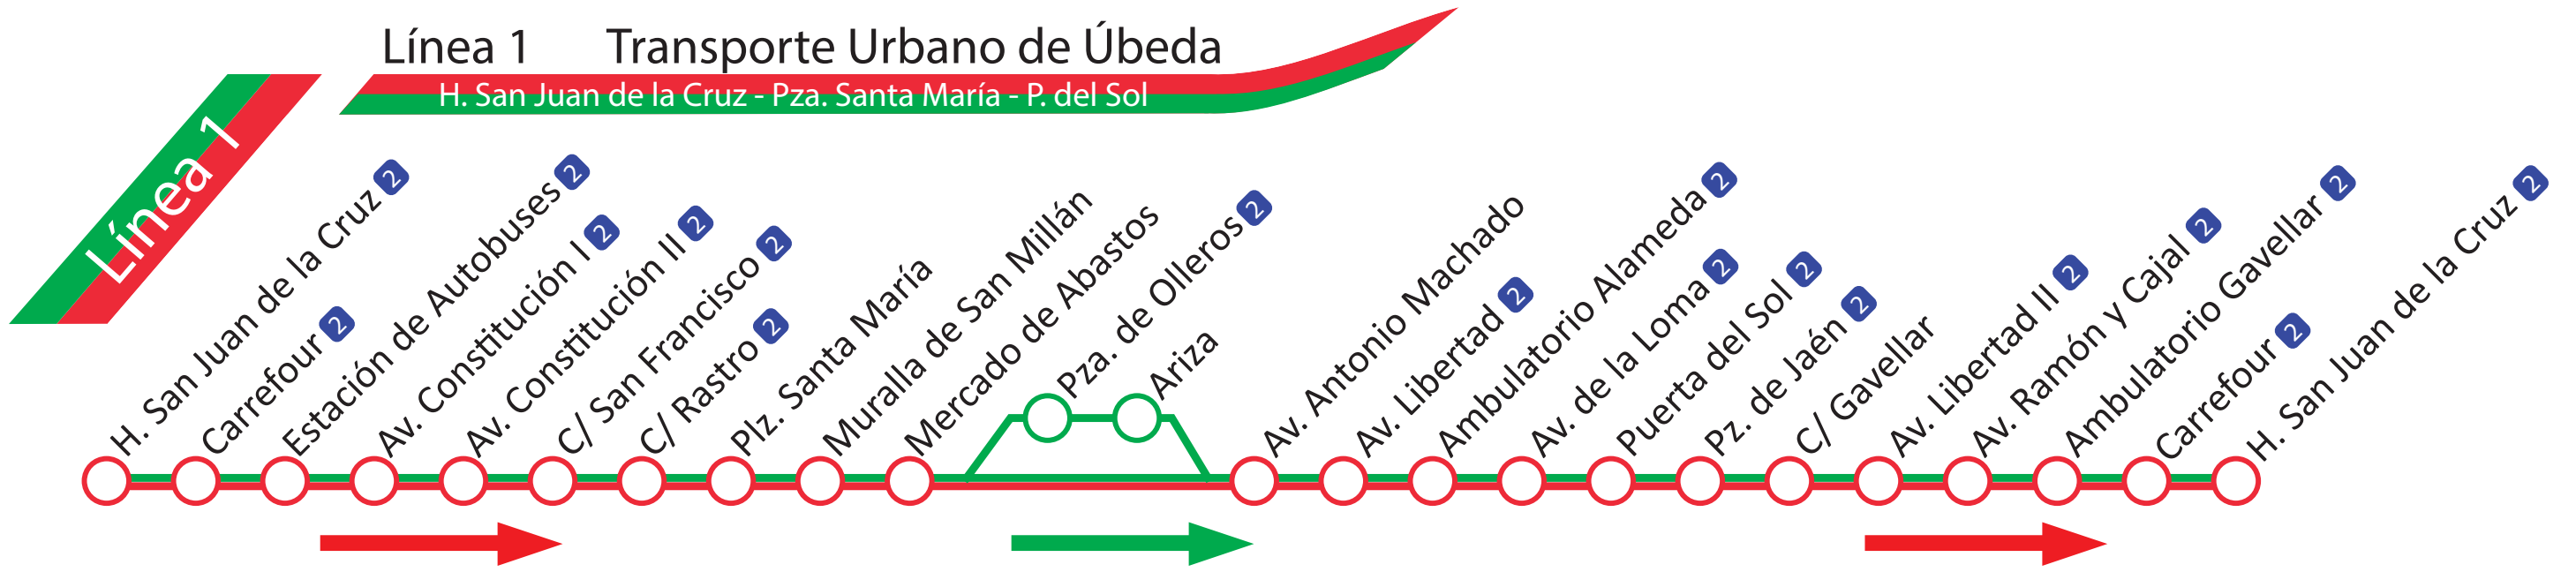 Línea 1 Transporte Urbano de Úbeda
H. San Juan de la Cruz - Pza. Santa María - P. del Sol
Línea 1
H. San Juan de la Cruz 2
Carrefour 2
Estación de Autobuses 2
Av. Constitución I 2
Av. Constitución II 2
C/ San Francisco 2
C/ Rastro 2
Plz. Santa María
Muralla de San Millán
Mercado de Abastos
Pza. de Olleros 2
Ariza
Av. Antonio Machado
Av. Libertad 2
Ambulatorio Alameda 2
Av. de la Loma 2
Puerta del Sol 2
Pz. de Jaén 2
C/ Gavellar
Av. Libertad II 2
Av. Ramón y Cajal 2
Ambulatorio Gavellar 2
Carrefour 2
H. San Juan de la Cruz 2